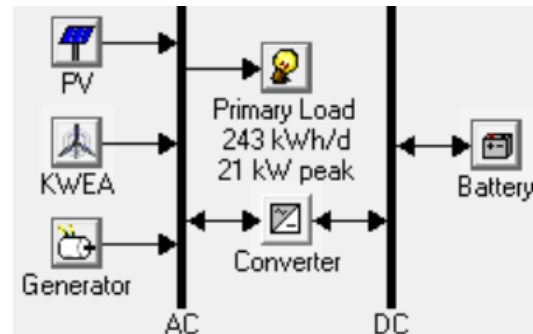 PV
Primary Load
243 kWh/d
21 kW peak
KWEA
Battery
Generator
Converter
AC
DC